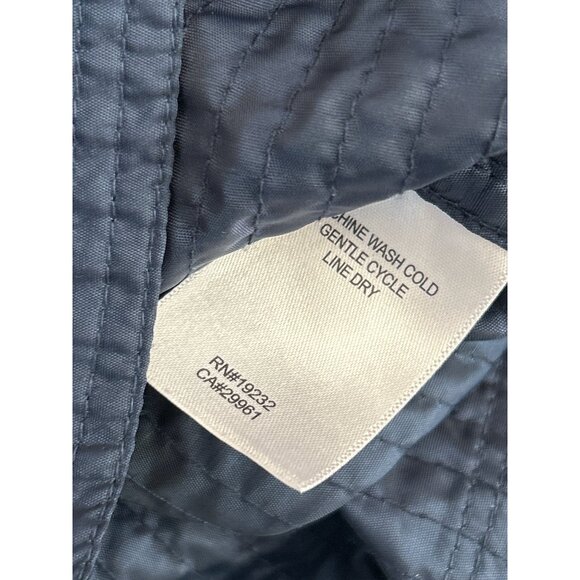 CHINE WASH COLD
GENTLE CYCLE
LINE DRY
RN#19232
CA#29961